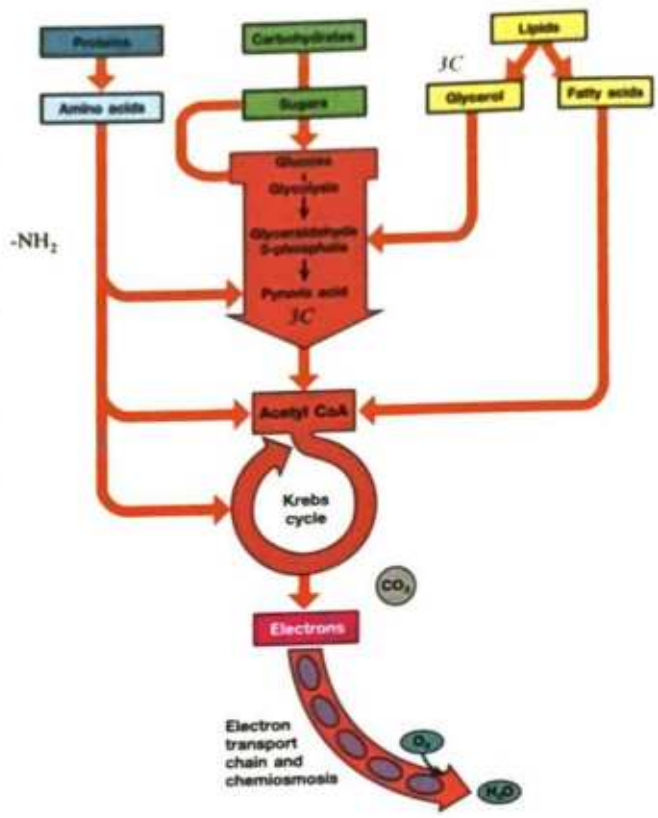 Proteins
Carbohydrates
Lipids
3C
Amino acids
Sugars
Glycerol
Fatty acids
Glucose
Glycolysis
-NH₂
Glyceraldehyde
3-phosphate
Pyruvic acid
3C
Acetyl CoA
Krebs
cycle
CO₂
Electrons
Electron
transport
chain and
chemiosmosis
O₂
H₂O